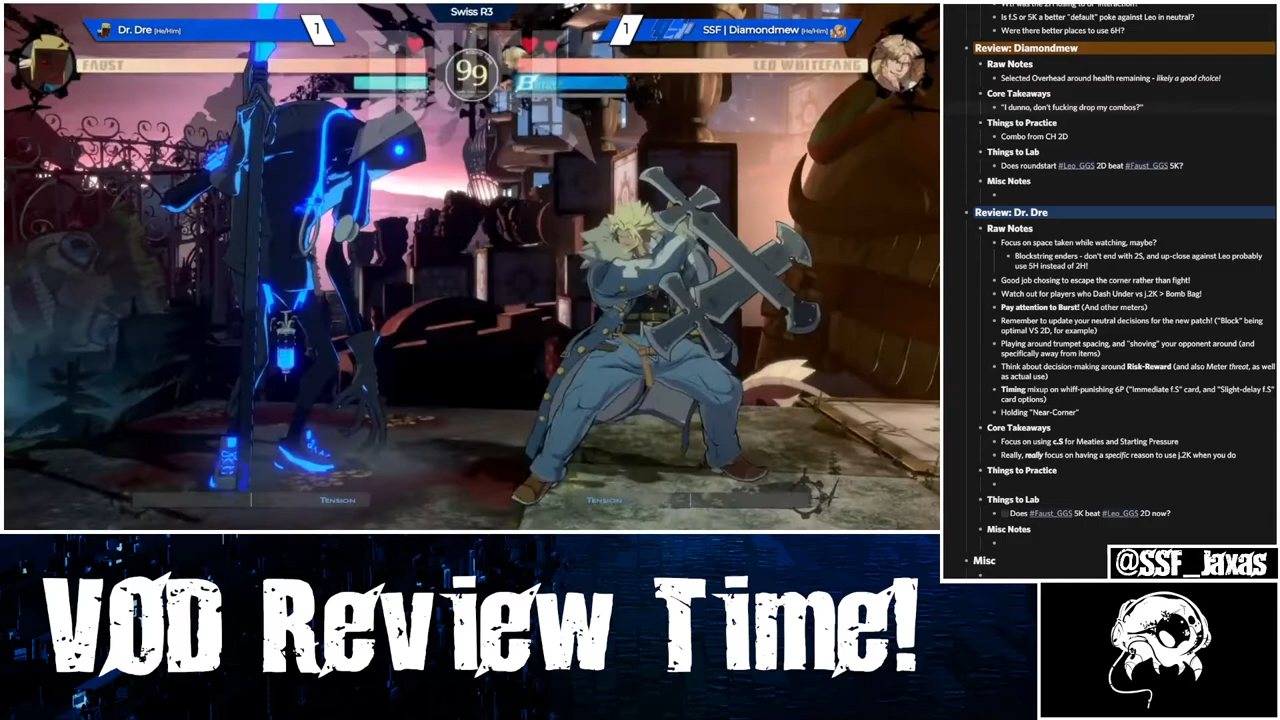 Swiss R3
Dr. Dre [He/Him]
1
1
SSF | Diamondmew [He/Him]
FAUST
99
LEO WHITEFANG
TENSION
TENSION
Is f.S or 5K a better "default" poke against Leo in neutral?
Were there better places to use 6H?
Review: Diamondmew
Raw Notes
Selected Overhead around health remaining - likely a good choice!
Core Takeaways
"I dunno, don't fucking drop my combos?"
Things to Practice
Combo from CH 2D
Things to Lab
Does roundstart #Leo_GGS 2D beat #Faust_GGS 5K?
Misc Notes
Review: Dr. Dre
Raw Notes
Focus on space taken while watching, maybe?
Blockstring enders - don't end with 2S, and up-close against Leo probably
use 5H instead of 2H!
Good job chosing to escape the corner rather than fight!
Watch out for players who Dash Under vs j.2K > Bomb Bag!
Pay attention to Burst! (And other meters)
Remember to update your neutral decisions for the new patch! ("Block" being
optimal VS 2D, for example)
Playing around trumpet spacing, and "shoving" your opponent around (and
specifically away from items)
Think about decision-making around Risk-Reward (and also Meter threat, as well
as actual use)
Timing mixup on whiff-punishing 6P ("Immediate f.S" card, and "Slight-delay f.S"
card options)
Holding "Near-Corner"
Core Takeaways
Focus on using c.S for Meaties and Starting Pressure
Really, really focus on having a specific reason to use j.2K when you do
Things to Practice
Things to Lab
Does #Faust_GGS 5K beat #Leo_GGS 2D now?
Misc Notes
Misc
@SSF_Jaxas
VOD Review Time!